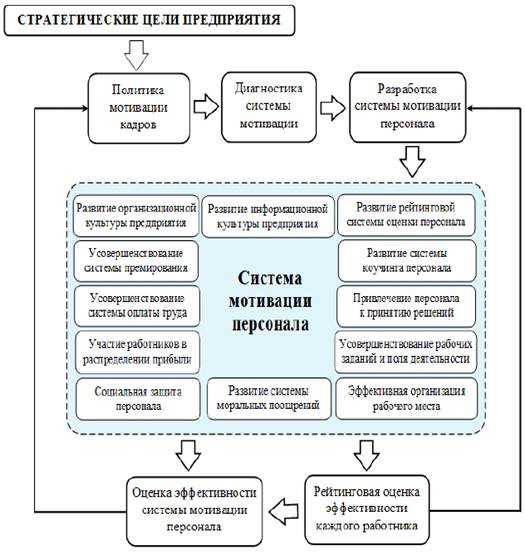 СТРАТЕГИЧЕСКИЕ ЦЕЛИ ПРЕДПРИЯТИЯ
Политика
мотивации
кадров
Диагностика
системы
мотивации
Разработка
системы мотивации
персонала
Развитие организационной
культуры предприятия
Развитие информационной
культуры предприятия
Развитие рейтинговой
системы оценки персонала
Усовершенствование
системы премирования
Развитие системы
коучинга персонала
Система
мотивации
персонала
Усовершенствование
системы оплаты труда
Привлечение персонала
к принятию решений
Участие работников в
распределении прибыли
Усовершенствование рабочих
заданий и поля деятельности
Социальная защита
персонала
Развитие системы
моральных поощрений
Эффективная организация
рабочего места
Оценка эффективности
системы мотивации
персонала
Рейтинговая оценка
эффективности
каждого работника